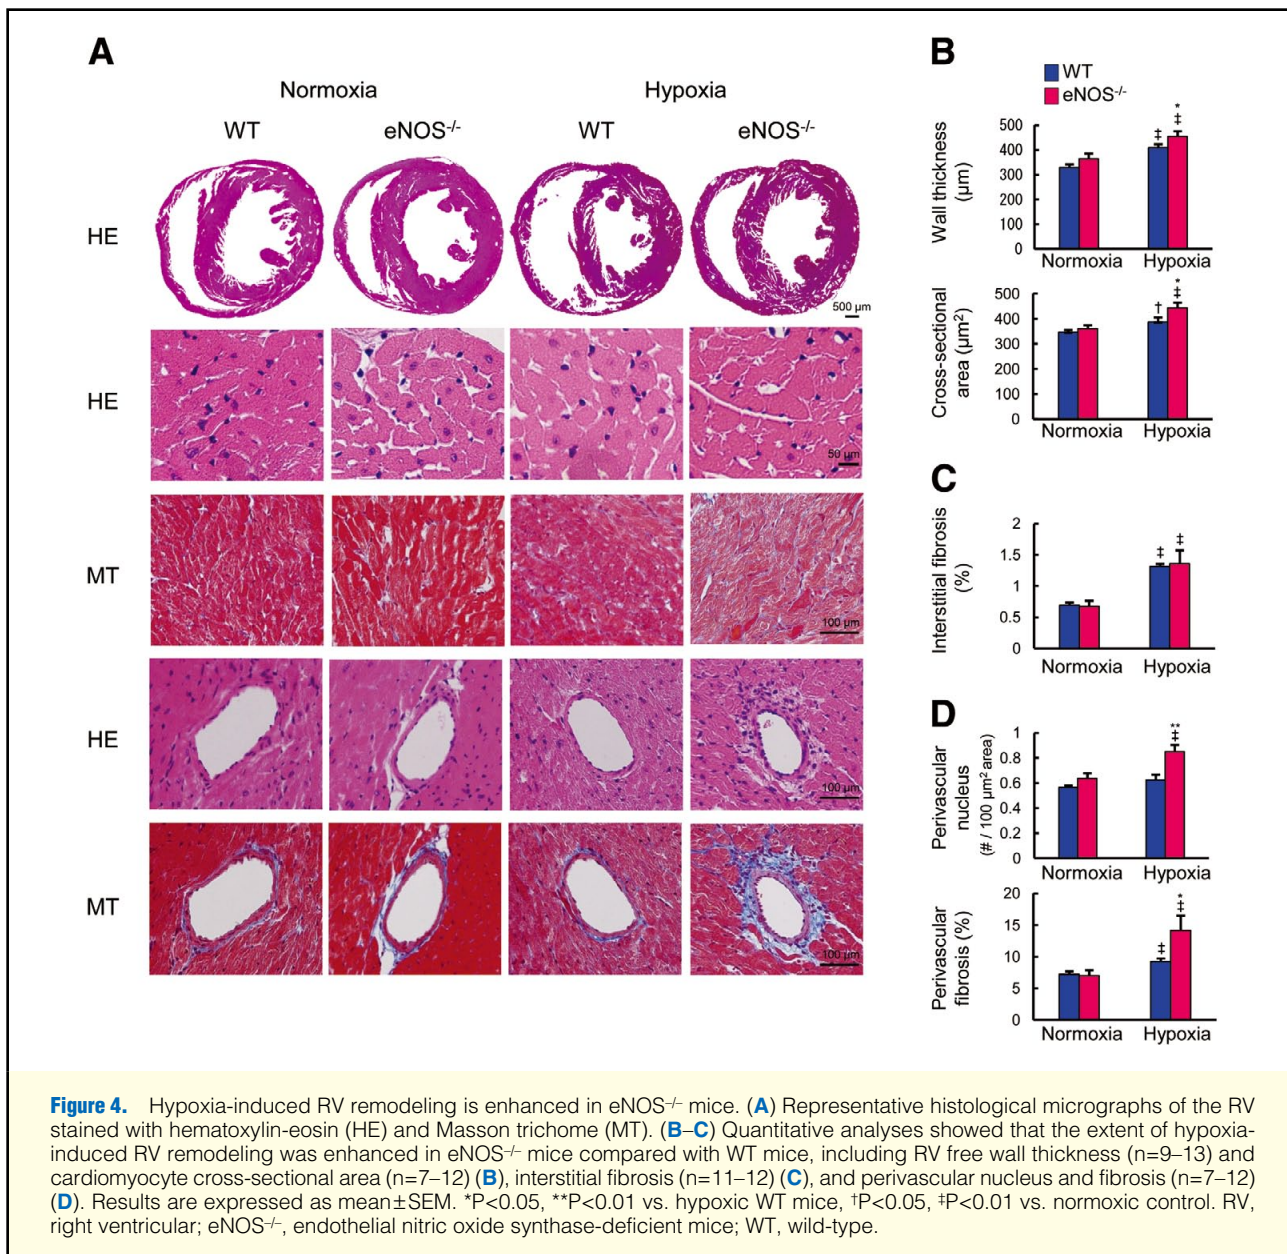 A
Normoxia
Hypoxia
WT
eNOS-/-
WT
eNOS-/-
HE
500 µm
HE
50 µm
MT
100 µm
HE
100 µm
MT
100 µm
B
WT
eNOS-/-
Wall thickness
(µm)
500
400
300
200
100
0
‡
*
‡
Normoxia
Hypoxia
Cross-sectional
area (µm²)
500
400
300
200
100
0
†
*
‡
Normoxia
Hypoxia
C
Interstitial fibrosis
(%)
2
1.5
1
0.5
0
‡
‡
Normoxia
Hypoxia
D
Perivascular
nucleus
(# / 100 µm² area)
1
0.8
0.6
0.4
0.2
0
**
‡
Normoxia
Hypoxia
Perivascular
fibrosis (%)
20
15
10
5
0
‡
*
‡
Normoxia
Hypoxia
Figure 4. Hypoxia-induced RV remodeling is enhanced in eNOS–/– mice. (A) Representative histological micrographs of the RV
stained with hematoxylin-eosin (HE) and Masson trichome (MT). (B–C) Quantitative analyses showed that the extent of hypoxia-
induced RV remodeling was enhanced in eNOS–/– mice compared with WT mice, including RV free wall thickness (n=9–13) and
cardiomyocyte cross-sectional area (n=7–12) (B), interstitial fibrosis (n=11–12) (C), and perivascular nucleus and fibrosis (n=7–12)
(D). Results are expressed as mean±SEM. *P<0.05, **P<0.01 vs. hypoxic WT mice, †P<0.05, ‡P<0.01 vs. normoxic control. RV,
right ventricular; eNOS–/–, endothelial nitric oxide synthase-deficient mice; WT, wild-type.